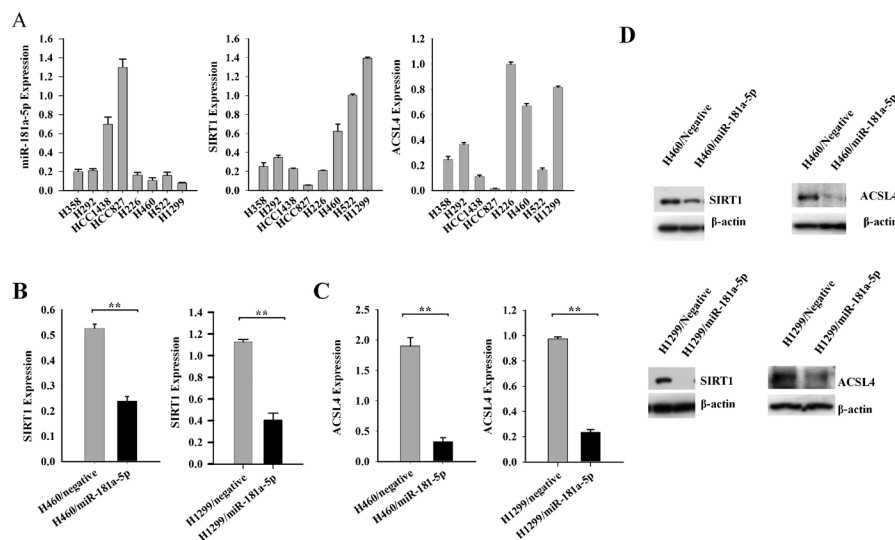 A
miR-181a-5p Expression
1.6
1.4
1.2
1.0
0.8
0.6
0.4
0.2
0.0
H358
H292
HCC1438
HCC827
H226
H460
H522
H1299
SIRT1 Expression
1.6
1.4
1.2
1.0
0.8
0.6
0.4
0.2
0.0
H358
H292
HCC1438
HCC827
H226
H460
H522
H1299
ACSL4 Expression
1.2
1.0
0.8
0.6
0.4
0.2
0.0
H358
H292
HCC1438
HCC827
H226
H460
H522
H1299
B
SIRT1 Expression
0.6
0.5
0.4
0.3
0.2
0.1
0.0
**
H460/negative
H460/miR-181a-5p
SIRT1 Expression
1.4
1.2
1.0
0.8
0.6
0.4
0.2
0.0
**
H1299/negative
H1299/miR-181a-5p
C
ACSL4 Expression
2.5
2.0
1.5
1.0
0.5
0.0
**
H460/negative
H460/miR-181-5p
ACSL4 Expression
1.2
1.0
0.8
0.6
0.4
0.2
0.0
**
H1299/negative
H1299/miR-181a-5p
D
H460/Negative
H460/miR-181a-5p
SIRT1
β-actin
H460/Negative
H460/miR-181a-5p
ACSL4
β-actin
H1299/Negative
H1299/miR-181a-5p
SIRT1
β-actin
H1299/Negative
H1299/miR-181a-5p
ACSL4
β-actin